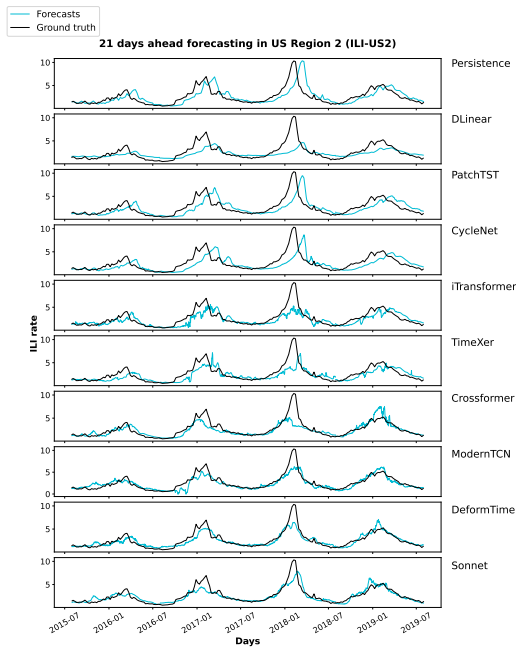 Forecasts
Ground truth
21 days ahead forecasting in US Region 2 (ILI-US2)
10
5
Persistence
10
5
DLinear
10
5
PatchTST
10
5
CycleNet
10
5
iTransformer
ILI rate
10
5
TimeXer
10
5
Crossformer
10
5
0
ModernTCN
10
5
DeformTime
10
5
Sonnet
2015-07
2016-01
2016-07
2017-01
2017-07
2018-01
2018-07
2019-01
2019-07
Days